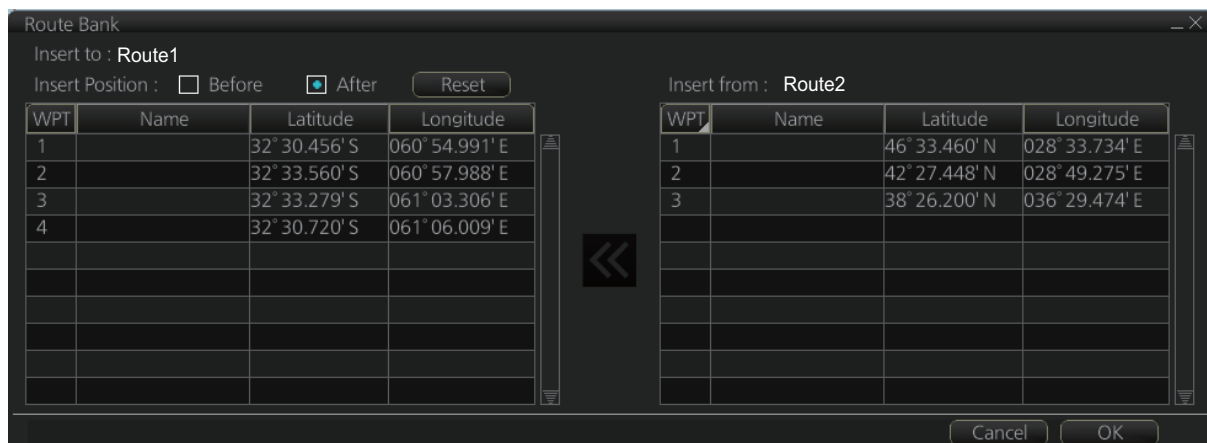 Route Bank
Insert to : Route1
Insert Position : Before After Reset
Insert from : Route2
WPT Name Latitude Longitude
1 32° 30.456' S 060° 54.991' E
2 32° 33.560' S 060° 57.988' E
3 32° 33.279' S 061° 03.306' E
4 32° 30.720' S 061° 06.009' E
WPT Name Latitude Longitude
1 46° 33.460' N 028° 33.734' E
2 42° 27.448' N 028° 49.275' E
3 38° 26.200' N 036° 29.474' E
Cancel OK